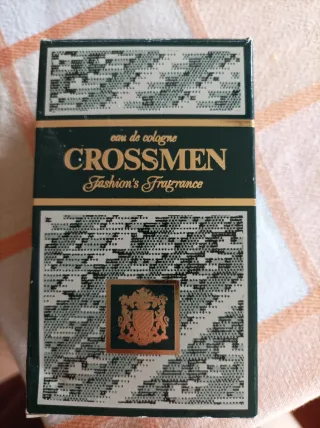 eau de cologne
CROSSMEN
Fashion's Fragrance